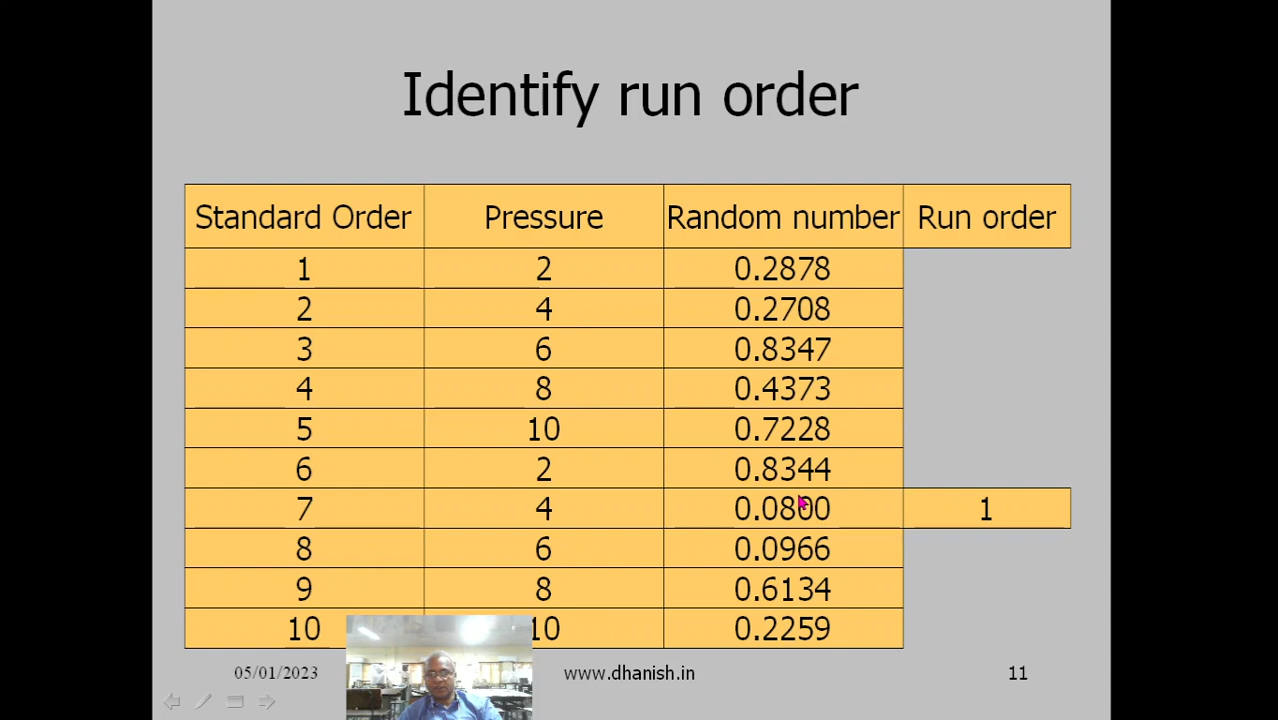 Identify run order
Standard Order Pressure Random number Run order
1 2 0.2878
2 4 0.2708
3 6 0.8347
4 8 0.4373
5 10 0.7228
6 2 0.8344
7 4 0.0800 1
8 6 0.0966
9 8 0.6134
10 10 0.2259
05/01/2023 www.dhanish.in 11